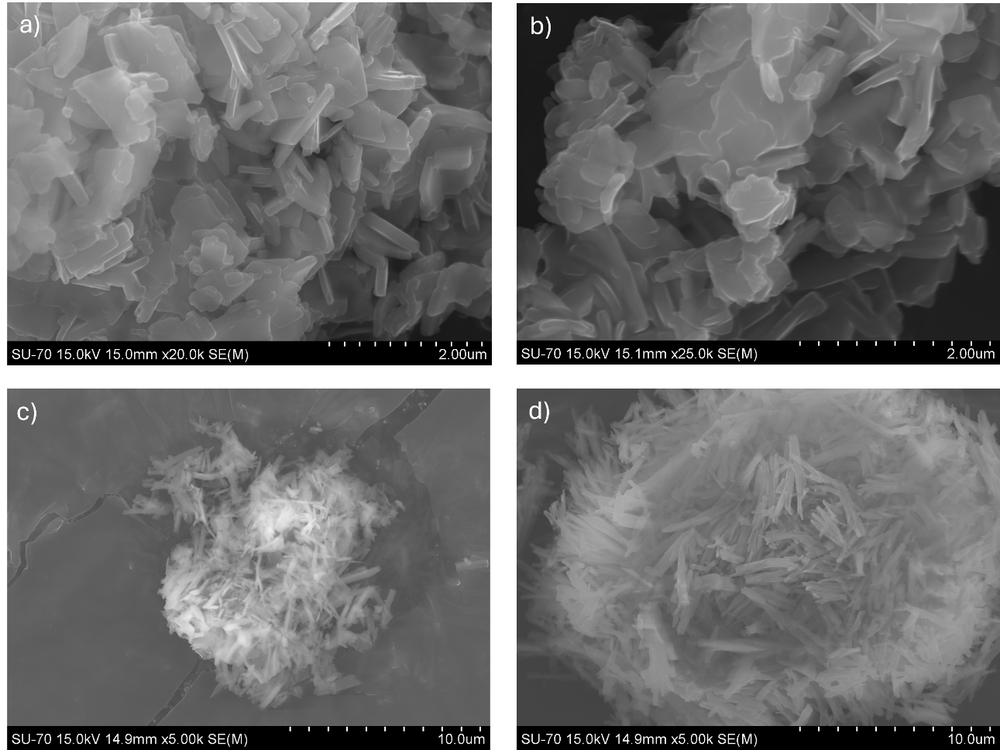 a)
SU-70 15.0kV 15.0mm x20.0k SE(M) 2.00um
b)
SU-70 15.0kV 15.1mm x25.0k SE(M) 2.00um
c)
SU-70 15.0kV 14.9mm x5.00k SE(M) 10.0um
d)
SU-70 15.0kV 14.9mm x5.00k SE(M) 10.0um